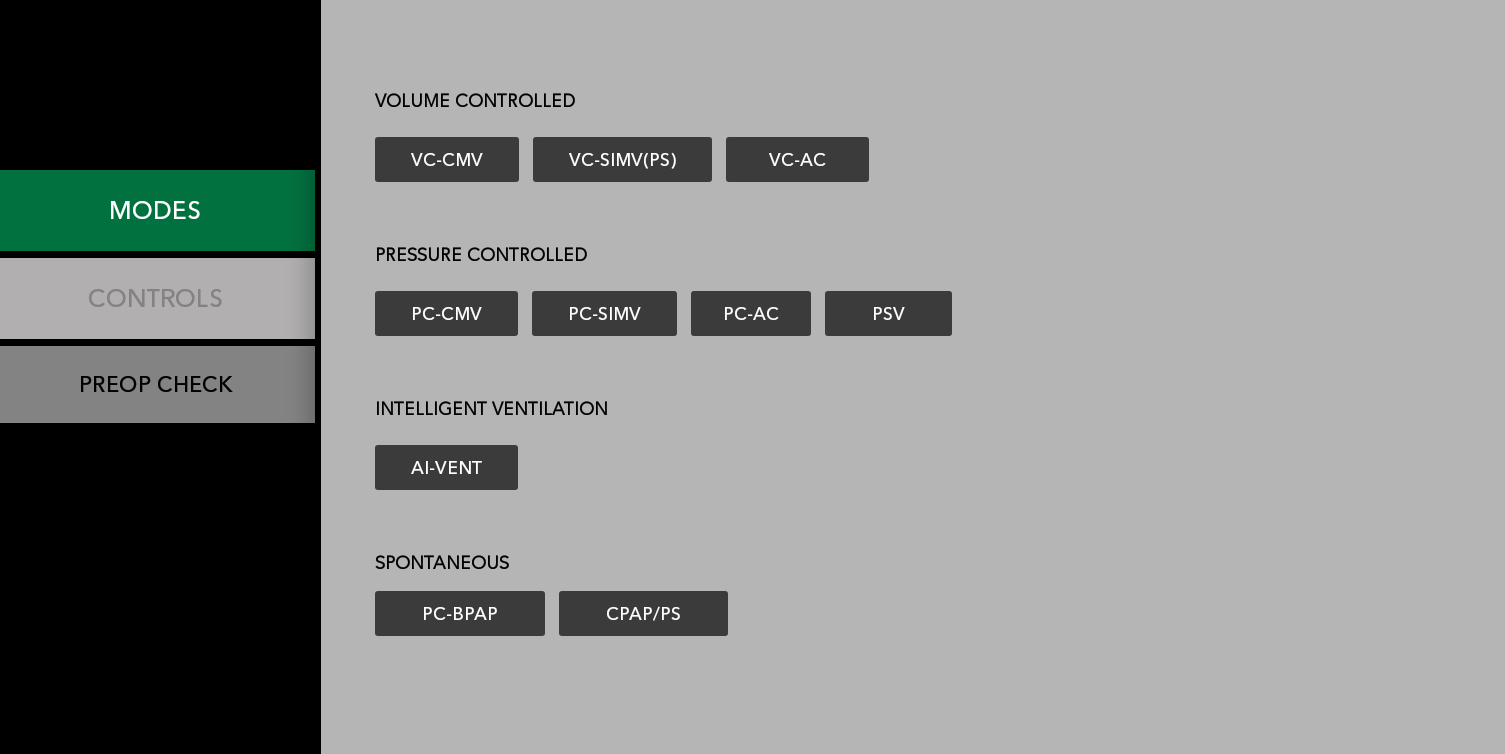 VOLUME CONTROLLED
VC-CMV VC-SIMV(PS) VC-AC
MODES
PRESSURE CONTROLLED
CONTROLS
PC-CMV PC-SIMV PC-AC PSV
PREOP CHECK
INTELLIGENT VENTILATION
AI-VENT
SPONTANEOUS
PC-BPAP CPAP/PS